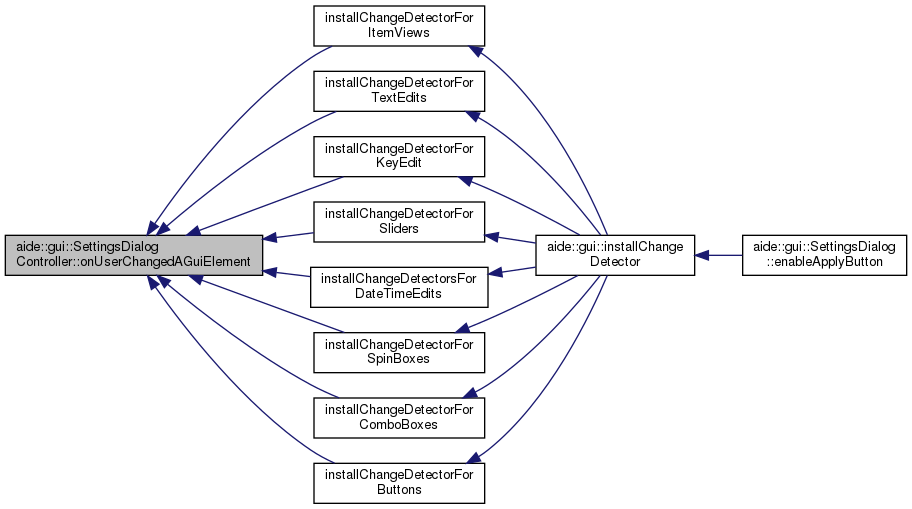 installChangeDetectorFor
ItemViews
installChangeDetectorFor
TextEdits
installChangeDetectorFor
KeyEdit
installChangeDetectorFor
Sliders
aide::gui::SettingsDialog
Controller::onUserChangedAGuiElement
installChangeDetectorsFor
DateTimeEdits
aide::gui::installChange
Detector
aide::gui::SettingsDialog
::enableApplyButton
installChangeDetectorFor
SpinBoxes
installChangeDetectorFor
ComboBoxes
installChangeDetectorFor
Buttons